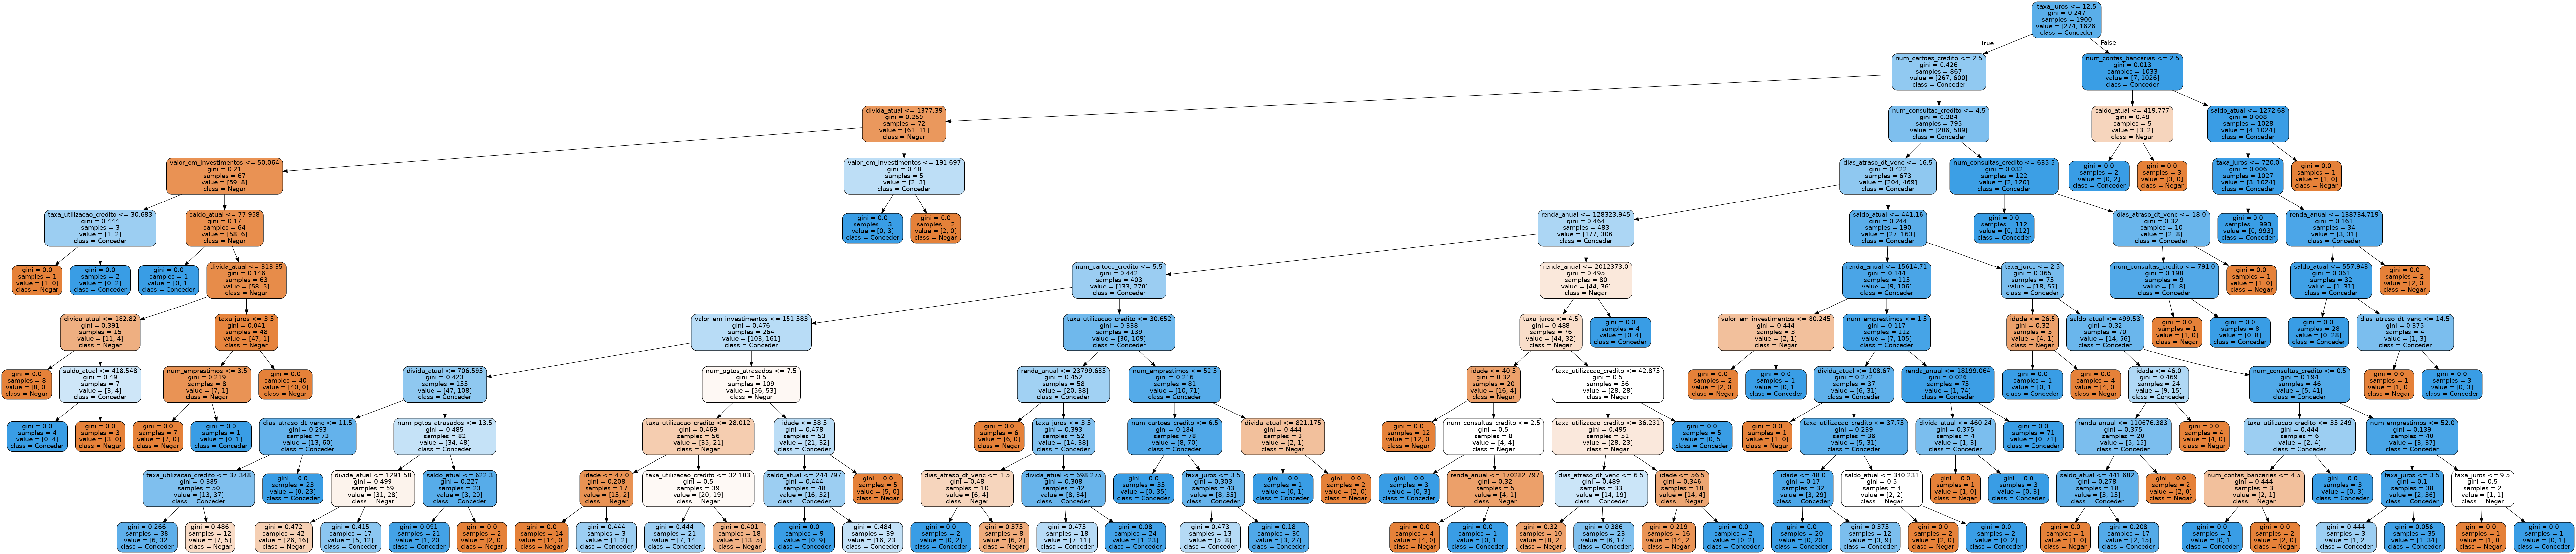 taxa_juros <= 12.5
gini = 0.247
samples = 1900
value = [274, 1626]
class = Conceder
True
False
num_cartoes_credito <= 2.5
gini = 0.426
samples = 867
value = [267, 600]
class = Conceder
num_contas_bancarias <= 2.5
gini = 0.013
samples = 1033
value = [7, 1026]
class = Conceder
divida_atual <= 1377.39
gini = 0.259
samples = 72
value = [61, 11]
class = Negar
num_consultas_credito <= 4.5
gini = 0.384
samples = 795
value = [206, 589]
class = Conceder
saldo_atual <= 419.777
gini = 0.48
samples = 5
value = [3, 2]
class = Negar
saldo_atual <= 1272.68
gini = 0.008
samples = 1028
value = [4, 1024]
class = Conceder
valor_em_investimentos <= 50.064
gini = 0.21
samples = 67
value = [59, 8]
class = Negar
valor_em_investimentos <= 191.697
gini = 0.48
samples = 5
value = [2, 3]
class = Conceder
dias_atraso_dt_venc <= 16.5
gini = 0.422
samples = 673
value = [204, 469]
class = Conceder
num_consultas_credito <= 635.5
gini = 0.032
samples = 122
value = [2, 120]
class = Conceder
gini = 0.0
samples = 2
value = [0, 2]
class = Conceder
gini = 0.0
samples = 3
value = [3, 0]
class = Negar
taxa_juros <= 720.0
gini = 0.006
samples = 1027
value = [3, 1024]
class = Conceder
gini = 0.0
samples = 1
value = [1, 0]
class = Negar
taxa_utilizacao_credito <= 30.683
gini = 0.444
samples = 3
value = [1, 2]
class = Conceder
saldo_atual <= 77.958
gini = 0.17
samples = 64
value = [58, 6]
class = Negar
gini = 0.0
samples = 3
value = [0, 3]
class = Conceder
gini = 0.0
samples = 2
value = [2, 0]
class = Negar
renda_anual <= 128323.945
gini = 0.464
samples = 483
value = [177, 306]
class = Conceder
saldo_atual <= 441.16
gini = 0.244
samples = 190
value = [27, 163]
class = Conceder
gini = 0.0
samples = 112
value = [0, 112]
class = Conceder
dias_atraso_dt_venc <= 18.0
gini = 0.32
samples = 10
value = [2, 8]
class = Conceder
gini = 0.0
samples = 993
value = [0, 993]
class = Conceder
renda_anual <= 138734.719
gini = 0.161
samples = 34
value = [3, 31]
class = Conceder
gini = 0.0
samples = 1
value = [1, 0]
class = Negar
gini = 0.0
samples = 2
value = [0, 2]
class = Conceder
gini = 0.0
samples = 1
value = [0, 1]
class = Conceder
divida_atual <= 313.35
gini = 0.146
samples = 63
value = [58, 5]
class = Negar
num_cartoes_credito <= 5.5
gini = 0.442
samples = 403
value = [133, 270]
class = Conceder
renda_anual <= 2012373.0
gini = 0.495
samples = 80
value = [44, 36]
class = Negar
renda_anual <= 15614.71
gini = 0.144
samples = 115
value = [9, 106]
class = Conceder
taxa_juros <= 2.5
gini = 0.365
samples = 75
value = [18, 57]
class = Conceder
num_consultas_credito <= 791.0
gini = 0.198
samples = 9
value = [1, 8]
class = Conceder
gini = 0.0
samples = 1
value = [1, 0]
class = Negar
saldo_atual <= 557.943
gini = 0.061
samples = 32
value = [1, 31]
class = Conceder
gini = 0.0
samples = 2
value = [2, 0]
class = Negar
divida_atual <= 182.82
gini = 0.391
samples = 15
value = [11, 4]
class = Negar
taxa_juros <= 3.5
gini = 0.041
samples = 48
value = [47, 1]
class = Negar
valor_em_investimentos <= 151.583
gini = 0.476
samples = 264
value = [103, 161]
class = Conceder
taxa_utilizacao_credito <= 30.652
gini = 0.338
samples = 139
value = [30, 109]
class = Conceder
taxa_juros <= 4.5
gini = 0.488
samples = 76
value = [44, 32]
class = Negar
gini = 0.0
samples = 4
value = [0, 4]
class = Conceder
valor_em_investimentos <= 80.245
gini = 0.444
samples = 3
value = [2, 1]
class = Negar
num_emprestimos <= 1.5
gini = 0.117
samples = 112
value = [7, 105]
class = Conceder
idade <= 26.5
gini = 0.32
samples = 5
value = [4, 1]
class = Negar
saldo_atual <= 499.53
gini = 0.32
samples = 70
value = [14, 56]
class = Conceder
gini = 0.0
samples = 1
value = [1, 0]
class = Negar
gini = 0.0
samples = 8
value = [0, 8]
class = Conceder
gini = 0.0
samples = 28
value = [0, 28]
class = Conceder
dias_atraso_dt_venc <= 14.5
gini = 0.375
samples = 4
value = [1, 3]
class = Conceder
gini = 0.0
samples = 8
value = [8, 0]
class = Negar
saldo_atual <= 418.548
gini = 0.49
samples = 7
value = [3, 4]
class = Conceder
num_emprestimos <= 3.5
gini = 0.219
samples = 8
value = [7, 1]
class = Negar
gini = 0.0
samples = 40
value = [40, 0]
class = Negar
divida_atual <= 706.595
gini = 0.423
samples = 155
value = [47, 108]
class = Conceder
num_pgtos_atrasados <= 7.5
gini = 0.5
samples = 109
value = [56, 53]
class = Negar
renda_anual <= 23799.635
gini = 0.452
samples = 58
value = [20, 38]
class = Conceder
num_emprestimos <= 52.5
gini = 0.216
samples = 81
value = [10, 71]
class = Conceder
idade <= 40.5
gini = 0.32
samples = 20
value = [16, 4]
class = Negar
taxa_utilizacao_credito <= 42.875
gini = 0.5
samples = 56
value = [28, 28]
class = Negar
gini = 0.0
samples = 2
value = [2, 0]
class = Negar
gini = 0.0
samples = 1
value = [0, 1]
class = Conceder
divida_atual <= 108.67
gini = 0.272
samples = 37
value = [6, 31]
class = Conceder
renda_anual <= 18199.064
gini = 0.026
samples = 75
value = [1, 74]
class = Conceder
gini = 0.0
samples = 1
value = [0, 1]
class = Conceder
gini = 0.0
samples = 4
value = [4, 0]
class = Negar
idade <= 46.0
gini = 0.469
samples = 24
value = [9, 15]
class = Conceder
num_consultas_credito <= 0.5
gini = 0.194
samples = 46
value = [5, 41]
class = Conceder
gini = 0.0
samples = 1
value = [1, 0]
class = Negar
gini = 0.0
samples = 3
value = [0, 3]
class = Conceder
gini = 0.0
samples = 4
value = [0, 4]
class = Conceder
gini = 0.0
samples = 3
value = [3, 0]
class = Negar
gini = 0.0
samples = 7
value = [7, 0]
class = Negar
gini = 0.0
samples = 1
value = [0, 1]
class = Conceder
dias_atraso_dt_venc <= 11.5
gini = 0.293
samples = 73
value = [13, 60]
class = Conceder
num_pgtos_atrasados <= 13.5
gini = 0.485
samples = 82
value = [34, 48]
class = Conceder
taxa_utilizacao_credito <= 28.012
gini = 0.469
samples = 56
value = [35, 21]
class = Negar
idade <= 58.5
gini = 0.478
samples = 53
value = [21, 32]
class = Conceder
gini = 0.0
samples = 6
value = [6, 0]
class = Negar
taxa_juros <= 3.5
gini = 0.393
samples = 52
value = [14, 38]
class = Conceder
num_cartoes_credito <= 6.5
gini = 0.184
samples = 78
value = [8, 70]
class = Conceder
divida_atual <= 821.175
gini = 0.444
samples = 3
value = [2, 1]
class = Negar
gini = 0.0
samples = 12
value = [12, 0]
class = Negar
num_consultas_credito <= 2.5
gini = 0.5
samples = 8
value = [4, 4]
class = Negar
taxa_utilizacao_credito <= 36.231
gini = 0.495
samples = 51
value = [28, 23]
class = Negar
gini = 0.0
samples = 5
value = [0, 5]
class = Conceder
gini = 0.0
samples = 1
value = [1, 0]
class = Negar
taxa_utilizacao_credito <= 37.75
gini = 0.239
samples = 36
value = [5, 31]
class = Conceder
divida_atual <= 460.24
gini = 0.375
samples = 4
value = [1, 3]
class = Conceder
gini = 0.0
samples = 71
value = [0, 71]
class = Conceder
renda_anual <= 110676.383
gini = 0.375
samples = 20
value = [5, 15]
class = Conceder
gini = 0.0
samples = 4
value = [4, 0]
class = Negar
taxa_utilizacao_credito <= 35.249
gini = 0.444
samples = 6
value = [2, 4]
class = Conceder
num_emprestimos <= 52.0
gini = 0.139
samples = 40
value = [3, 37]
class = Conceder
taxa_utilizacao_credito <= 37.348
gini = 0.385
samples = 50
value = [13, 37]
class = Conceder
gini = 0.0
samples = 23
value = [0, 23]
class = Conceder
divida_atual <= 1291.58
gini = 0.499
samples = 59
value = [31, 28]
class = Negar
saldo_atual <= 622.3
gini = 0.227
samples = 23
value = [3, 20]
class = Conceder
idade <= 47.0
gini = 0.208
samples = 17
value = [15, 2]
class = Negar
taxa_utilizacao_credito <= 32.103
gini = 0.5
samples = 39
value = [20, 19]
class = Negar
saldo_atual <= 244.797
gini = 0.444
samples = 48
value = [16, 32]
class = Conceder
gini = 0.0
samples = 5
value = [5, 0]
class = Negar
dias_atraso_dt_venc <= 1.5
gini = 0.48
samples = 10
value = [6, 4]
class = Negar
divida_atual <= 698.275
gini = 0.308
samples = 42
value = [8, 34]
class = Conceder
gini = 0.0
samples = 35
value = [0, 35]
class = Conceder
taxa_juros <= 3.5
gini = 0.303
samples = 43
value = [8, 35]
class = Conceder
gini = 0.0
samples = 1
value = [0, 1]
class = Conceder
gini = 0.0
samples = 2
value = [2, 0]
class = Negar
gini = 0.0
samples = 3
value = [0, 3]
class = Conceder
renda_anual <= 170282.797
gini = 0.32
samples = 5
value = [4, 1]
class = Negar
dias_atraso_dt_venc <= 6.5
gini = 0.489
samples = 33
value = [14, 19]
class = Conceder
idade <= 56.5
gini = 0.346
samples = 18
value = [14, 4]
class = Negar
idade <= 48.0
gini = 0.17
samples = 32
value = [3, 29]
class = Conceder
saldo_atual <= 340.231
gini = 0.5
samples = 4
value = [2, 2]
class = Negar
gini = 0.0
samples = 1
value = [1, 0]
class = Negar
gini = 0.0
samples = 3
value = [0, 3]
class = Conceder
saldo_atual <= 441.682
gini = 0.278
samples = 18
value = [3, 15]
class = Conceder
gini = 0.0
samples = 2
value = [2, 0]
class = Negar
num_contas_bancarias <= 4.5
gini = 0.444
samples = 3
value = [2, 1]
class = Negar
gini = 0.0
samples = 3
value = [0, 3]
class = Conceder
taxa_juros <= 3.5
gini = 0.1
samples = 38
value = [2, 36]
class = Conceder
taxa_juros <= 9.5
gini = 0.5
samples = 2
value = [1, 1]
class = Negar
gini = 0.266
samples = 38
value = [6, 32]
class = Conceder
gini = 0.486
samples = 12
value = [7, 5]
class = Negar
gini = 0.472
samples = 42
value = [26, 16]
class = Negar
gini = 0.415
samples = 17
value = [5, 12]
class = Conceder
gini = 0.091
samples = 21
value = [1, 20]
class = Conceder
gini = 0.0
samples = 2
value = [2, 0]
class = Negar
gini = 0.0
samples = 14
value = [14, 0]
class = Negar
gini = 0.444
samples = 3
value = [1, 2]
class = Conceder
gini = 0.444
samples = 21
value = [7, 14]
class = Conceder
gini = 0.401
samples = 18
value = [13, 5]
class = Negar
gini = 0.0
samples = 9
value = [0, 9]
class = Conceder
gini = 0.484
samples = 39
value = [16, 23]
class = Conceder
gini = 0.0
samples = 2
value = [0, 2]
class = Conceder
gini = 0.375
samples = 8
value = [6, 2]
class = Negar
gini = 0.475
samples = 18
value = [7, 11]
class = Conceder
gini = 0.08
samples = 24
value = [1, 23]
class = Conceder
gini = 0.473
samples = 13
value = [5, 8]
class = Conceder
gini = 0.18
samples = 30
value = [3, 27]
class = Conceder
gini = 0.0
samples = 4
value = [4, 0]
class = Negar
gini = 0.0
samples = 1
value = [0, 1]
class = Conceder
gini = 0.32
samples = 10
value = [8, 2]
class = Negar
gini = 0.386
samples = 23
value = [6, 17]
class = Conceder
gini = 0.219
samples = 16
value = [14, 2]
class = Negar
gini = 0.0
samples = 2
value = [0, 2]
class = Conceder
gini = 0.0
samples = 20
value = [0, 20]
class = Conceder
gini = 0.375
samples = 12
value = [3, 9]
class = Conceder
gini = 0.0
samples = 2
value = [2, 0]
class = Negar
gini = 0.0
samples = 2
value = [0, 2]
class = Conceder
gini = 0.0
samples = 1
value = [1, 0]
class = Negar
gini = 0.208
samples = 17
value = [2, 15]
class = Conceder
gini = 0.0
samples = 1
value = [0, 1]
class = Conceder
gini = 0.0
samples = 2
value = [2, 0]
class = Negar
gini = 0.444
samples = 3
value = [1, 2]
class = Conceder
gini = 0.056
samples = 35
value = [1, 34]
class = Conceder
gini = 0.0
samples = 1
value = [1, 0]
class = Negar
gini = 0.0
samples = 1
value = [0, 1]
class = Conceder